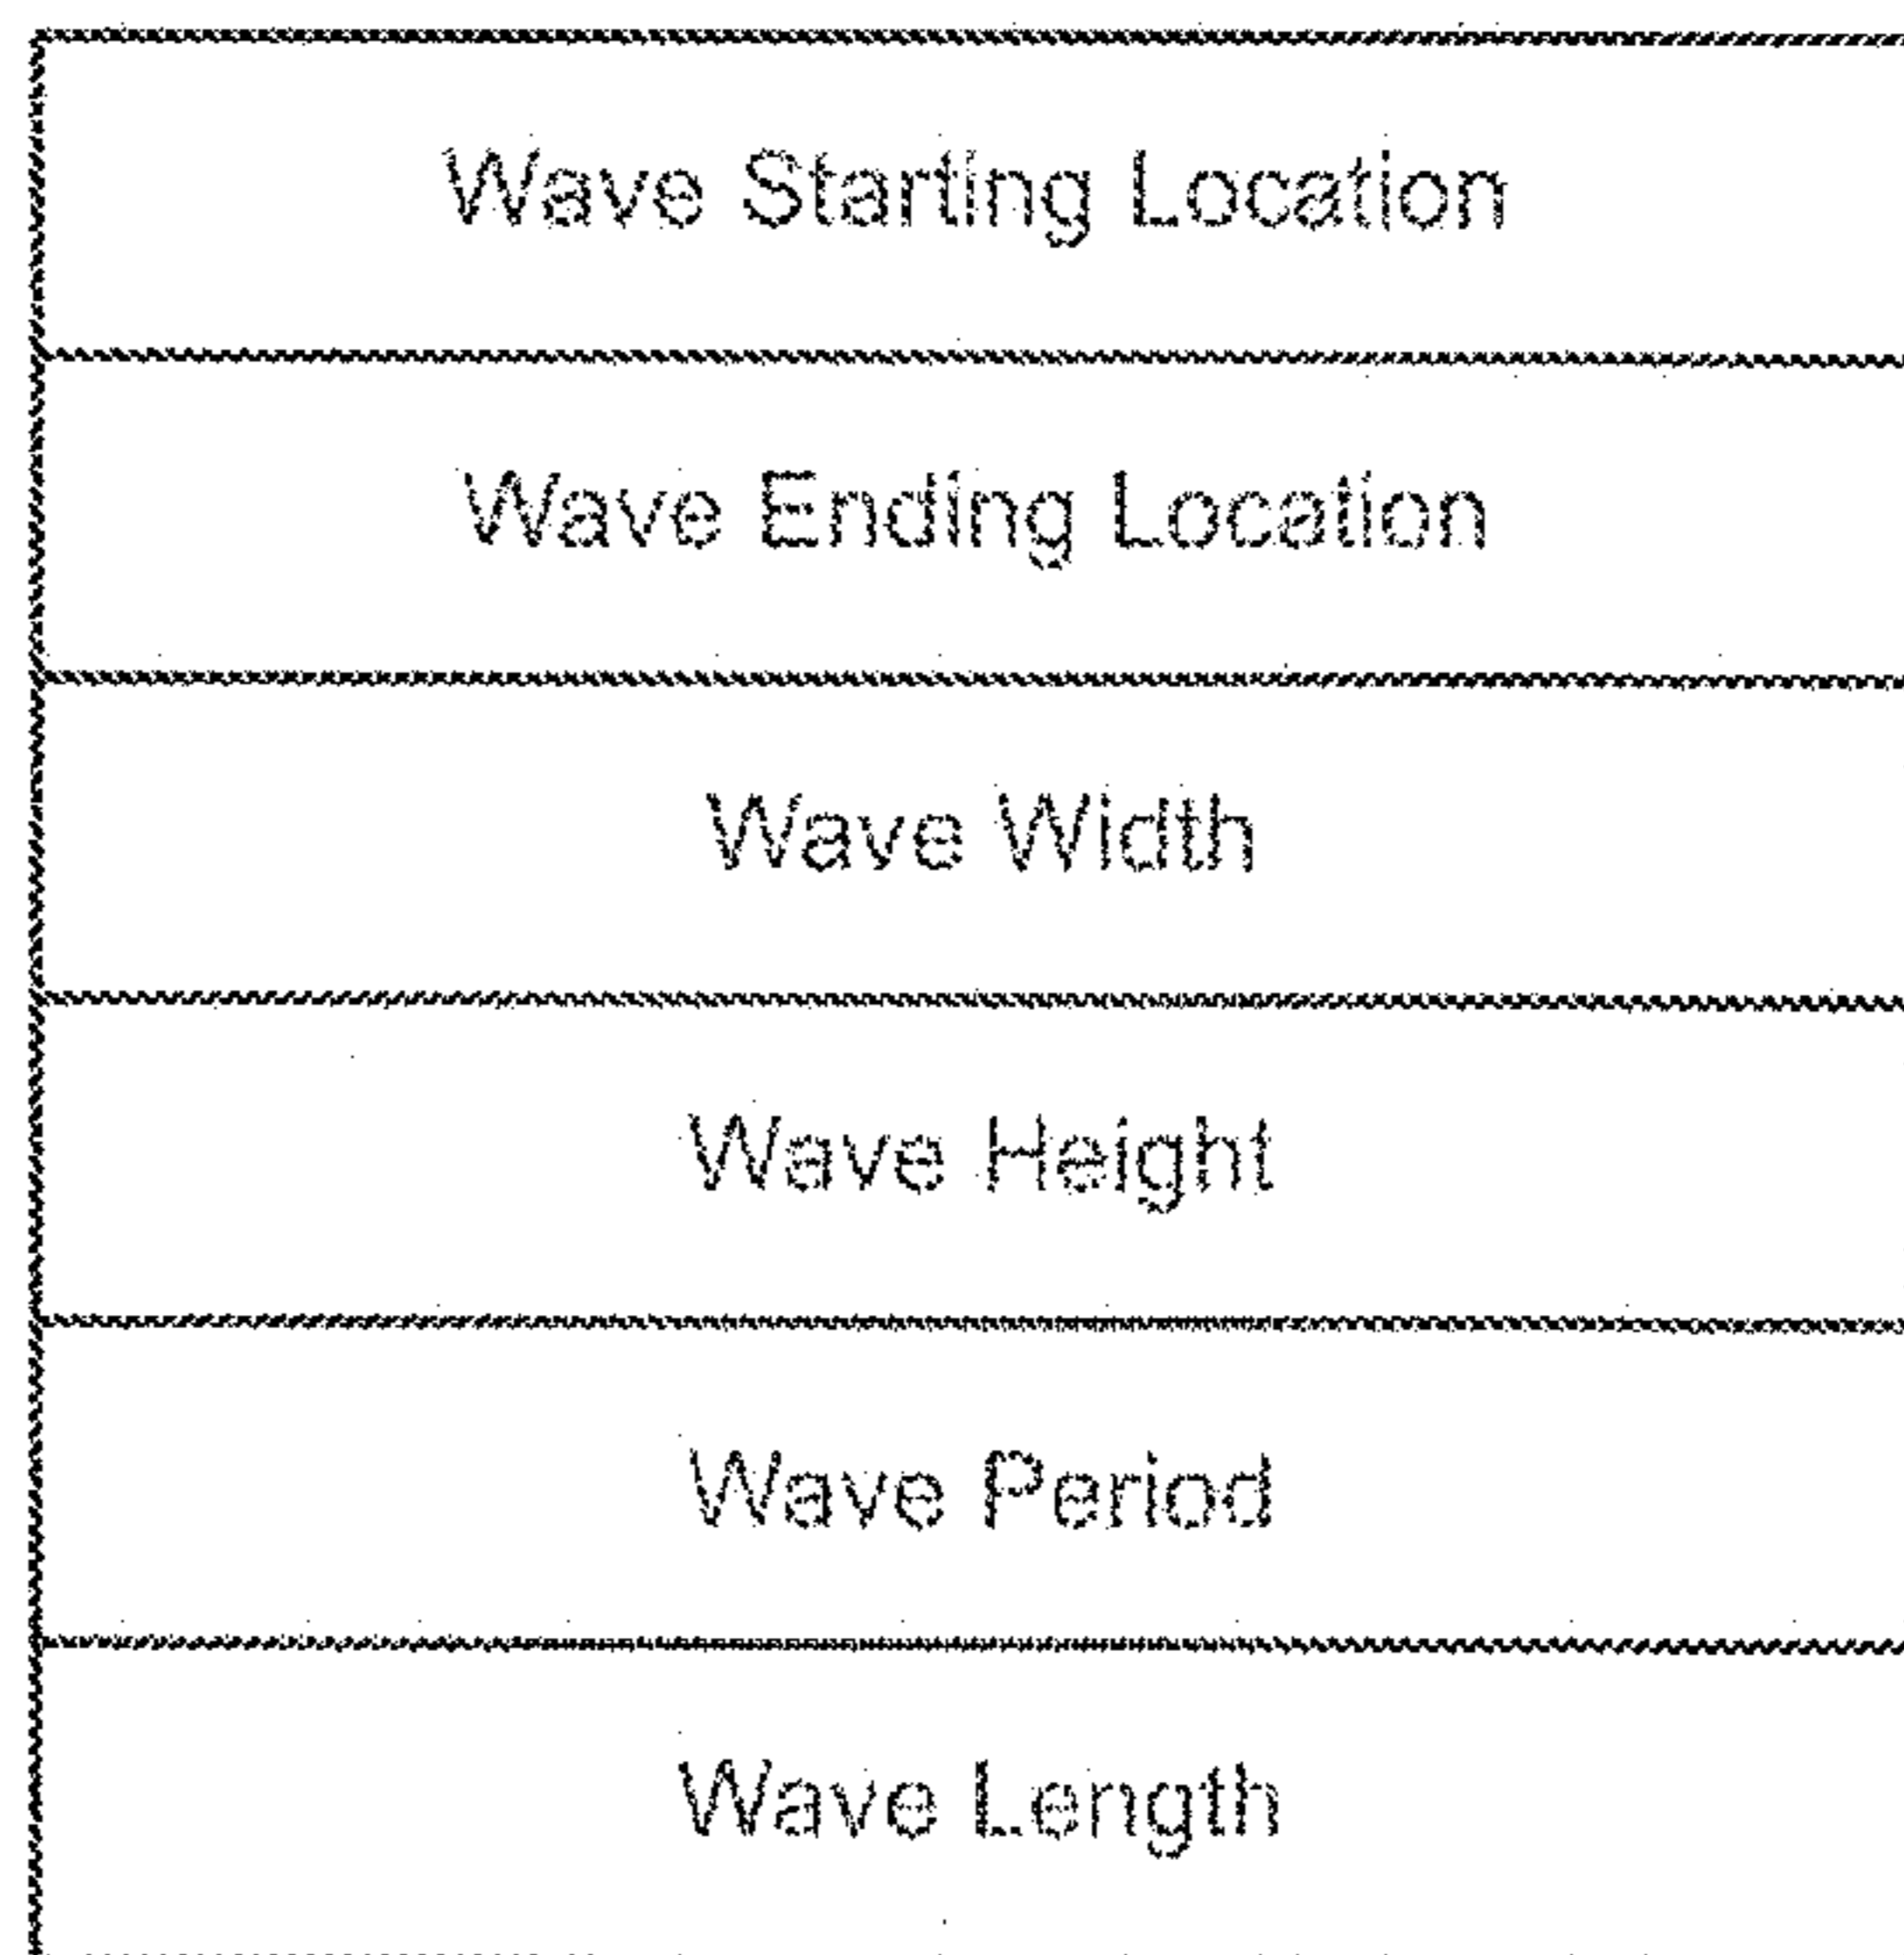 Wave Starting Location
Wave Ending Location
Wave Width
Wave Height
Wave Period
Wave Length